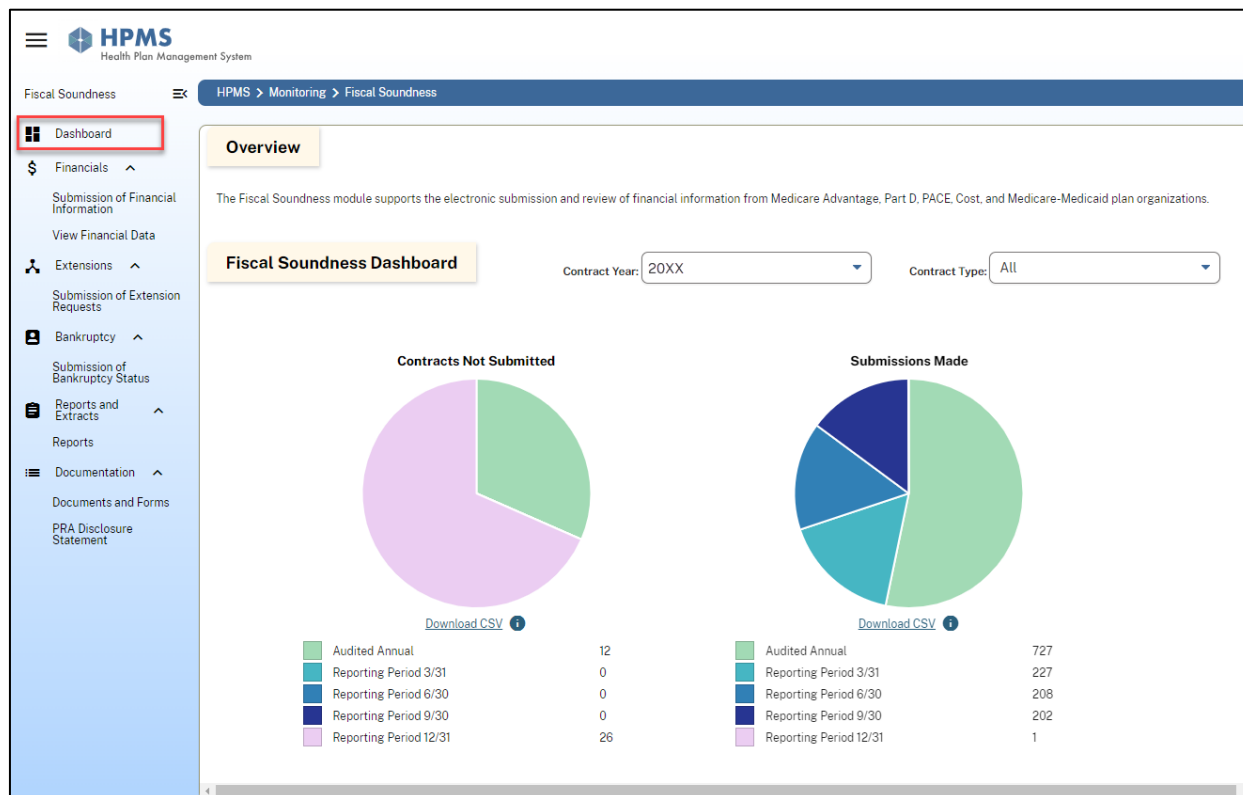 HPMS
Health Plan Management System
Fiscal Soundness
HPMS > Monitoring > Fiscal Soundness
Dashboard
Financials
Submission of Financial
Information
View Financial Data
Extensions
Submission of Extension
Requests
Bankruptcy
Submission of
Bankruptcy Status
Reports and
Extracts
Reports
Documentation
Documents and Forms
PRA Disclosure
Statement
Overview
The Fiscal Soundness module supports the electronic submission and review of financial information from Medicare Advantage, Part D, PACE, Cost, and Medicare-Medicaid plan organizations.
Fiscal Soundness Dashboard
Contract Year: 20XX
Contract Type: All
Contracts Not Submitted
Download CSV
Audited Annual 12
Reporting Period 3/31 0
Reporting Period 6/30 0
Reporting Period 9/30 0
Reporting Period 12/31 26
Submissions Made
Download CSV
Audited Annual 727
Reporting Period 3/31 227
Reporting Period 6/30 208
Reporting Period 9/30 202
Reporting Period 12/31 1